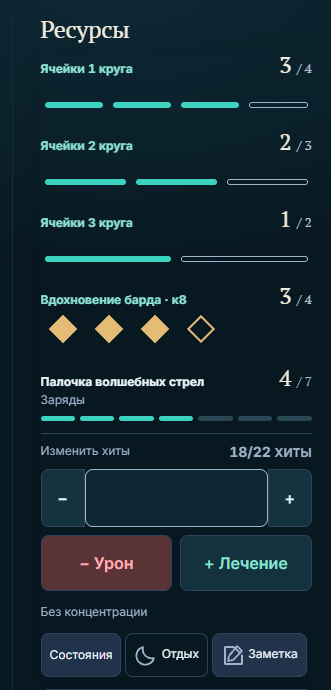 Ресурсы
Ячейки 1 круга 3 / 4
Ячейки 2 круга 2 / 3
Ячейки 3 круга 1 / 2
Вдохновение барда · к8 3 / 4
Палочка волшебных стрел 4 / 7
Заряды
Изменить хиты 18/22 хиты
− +
− Урон + Лечение
Без концентрации
Состояния Отдых Заметка